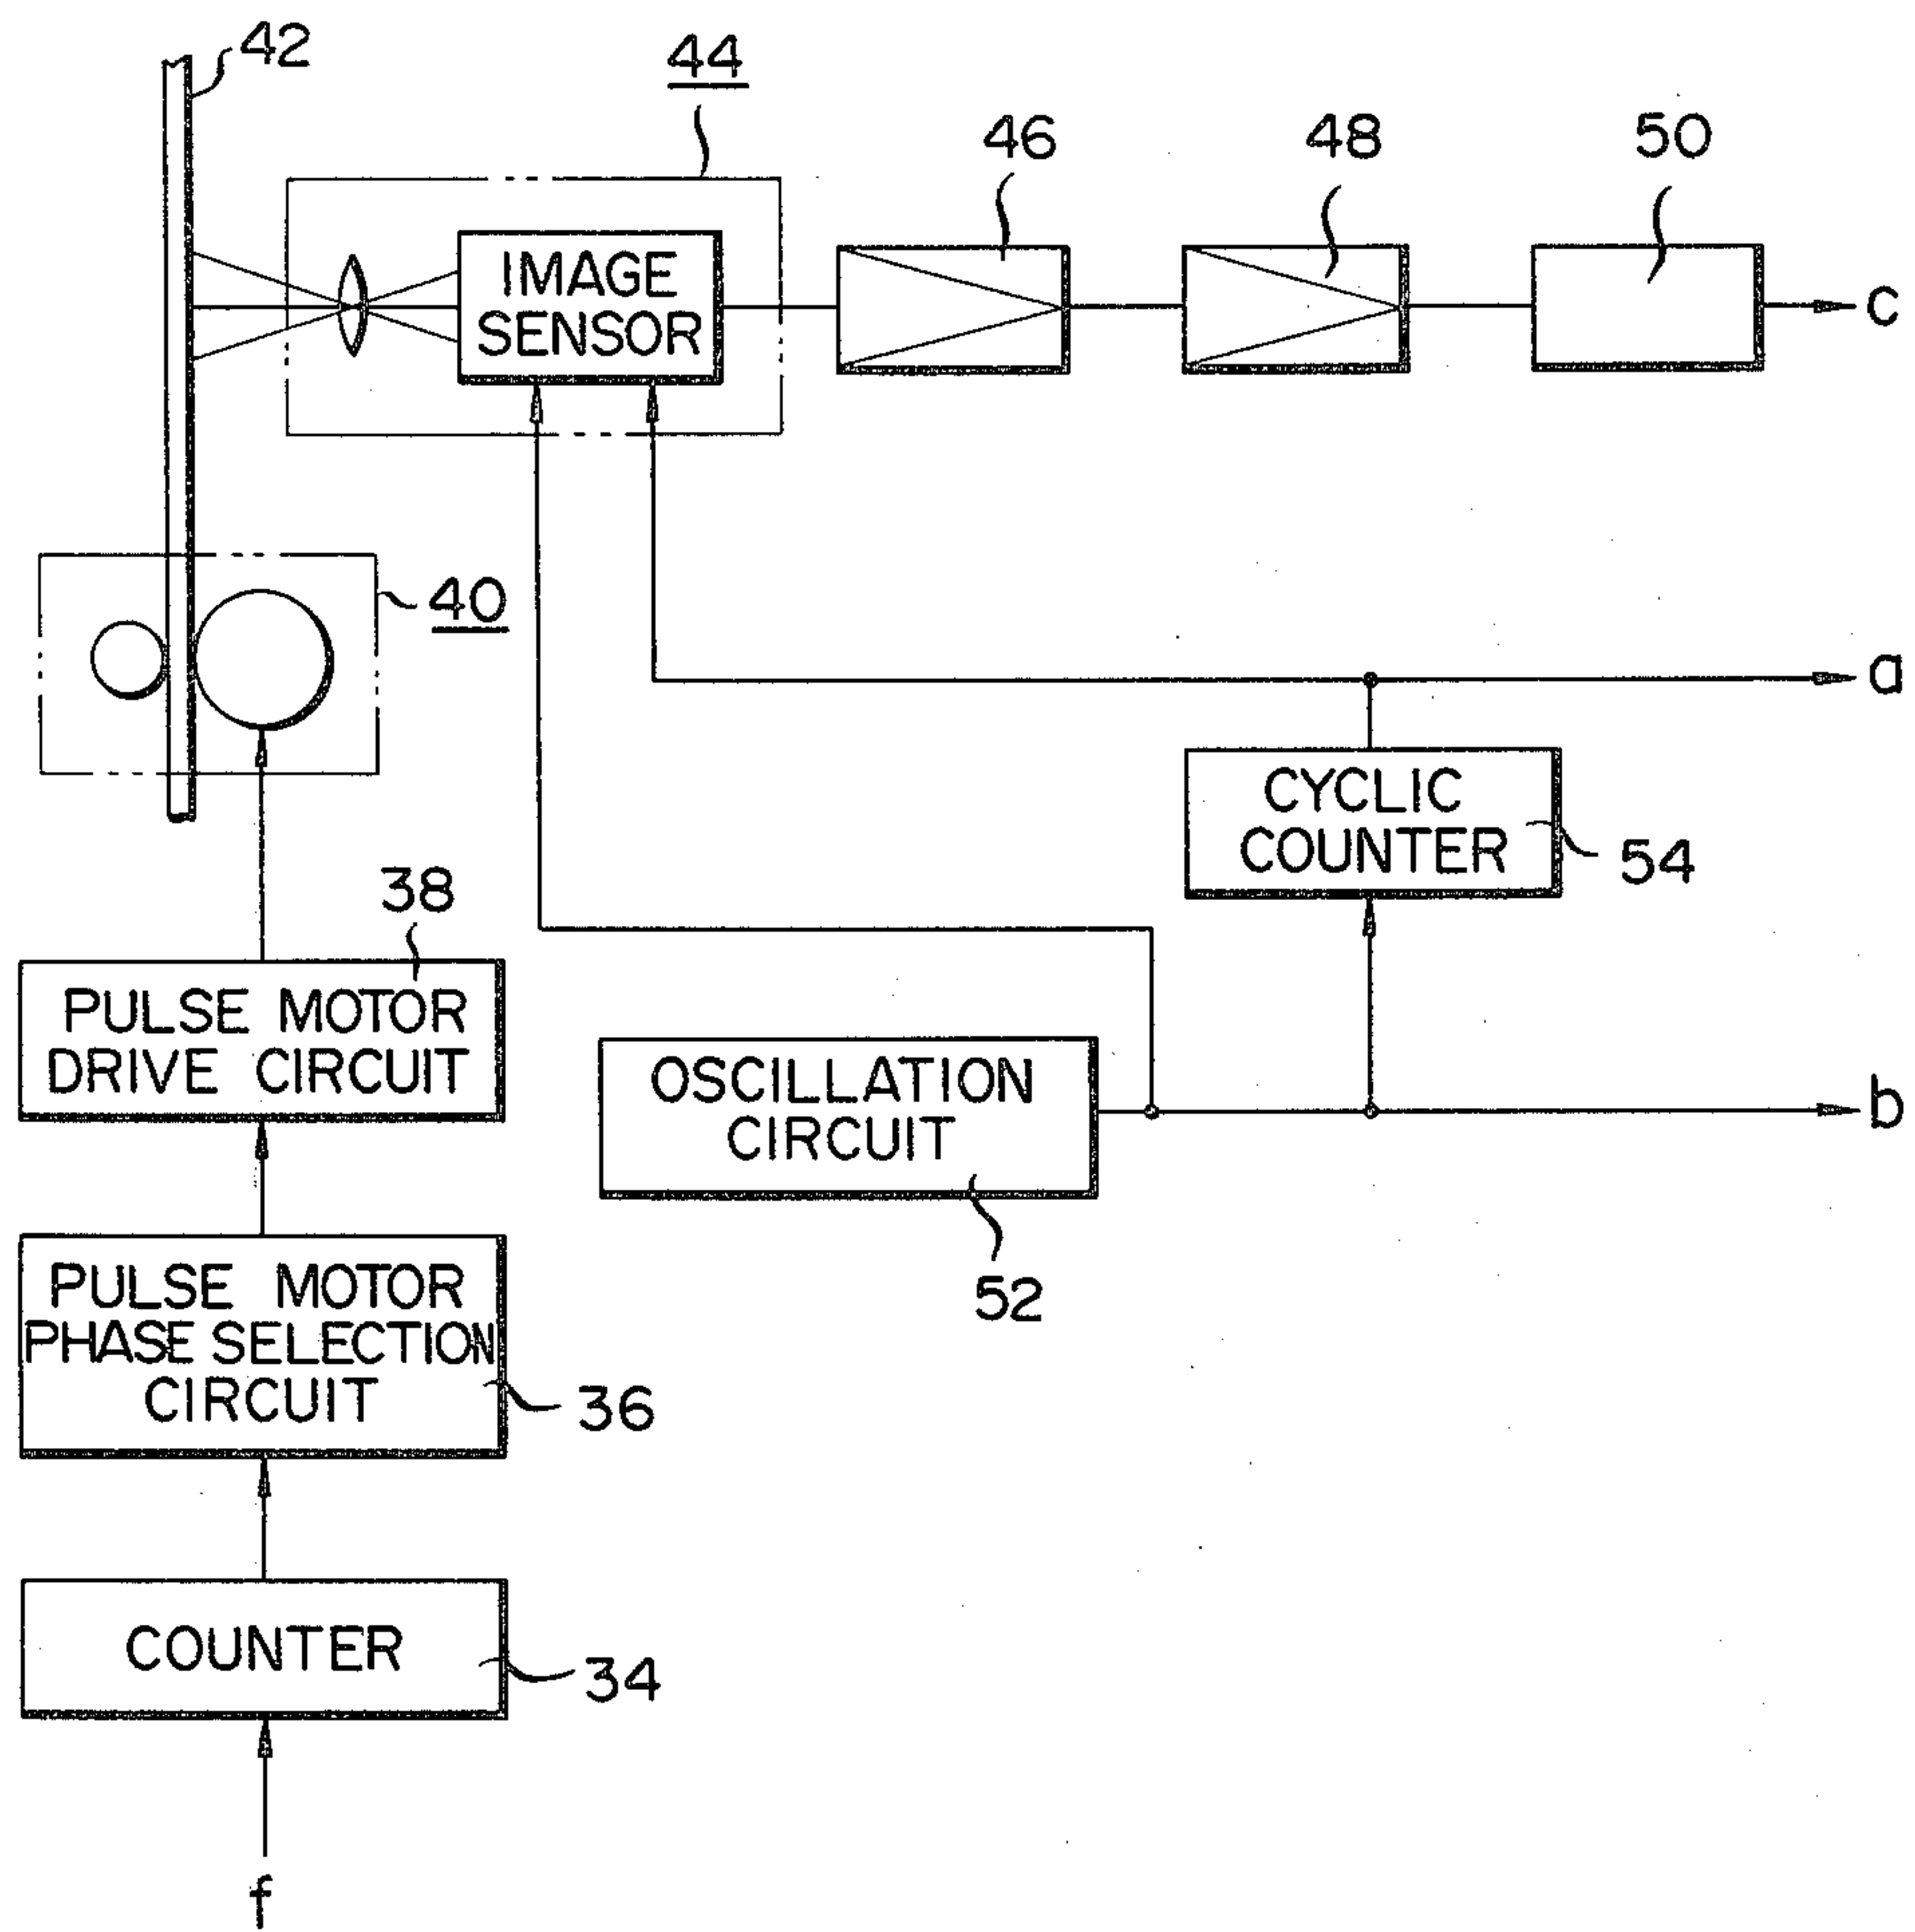 42
44
46
48
50
IMAGE
SENSOR
c
40
a
CYCLIC
COUNTER
54
38
PULSE MOTOR
DRIVE CIRCUIT
OSCILLATION
CIRCUIT
b
52
PULSE MOTOR
PHASE SELECTION
CIRCUIT
36
COUNTER
34
f